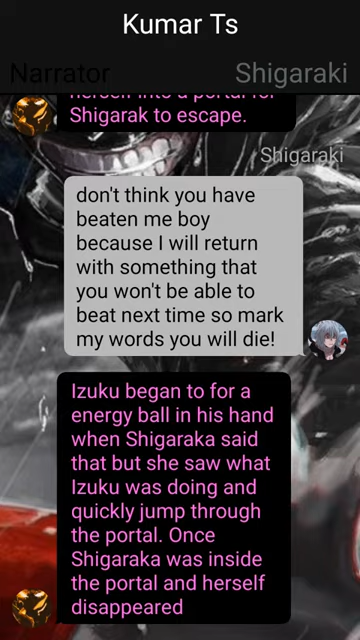 Kumar Ts
Narrator
Shigaraki
herself into a portal for
Shigarak to escape.
Shigaraki
don't think you have
beaten me boy
because I will return
with something that
you won't be able to
beat next time so mark
my words you will die!
Izuku began to for a
energy ball in his hand
when Shigaraka said
that but she saw what
Izuku was doing and
quickly jump through
the portal. Once
Shigaraka was inside
the portal and herself
disappeared